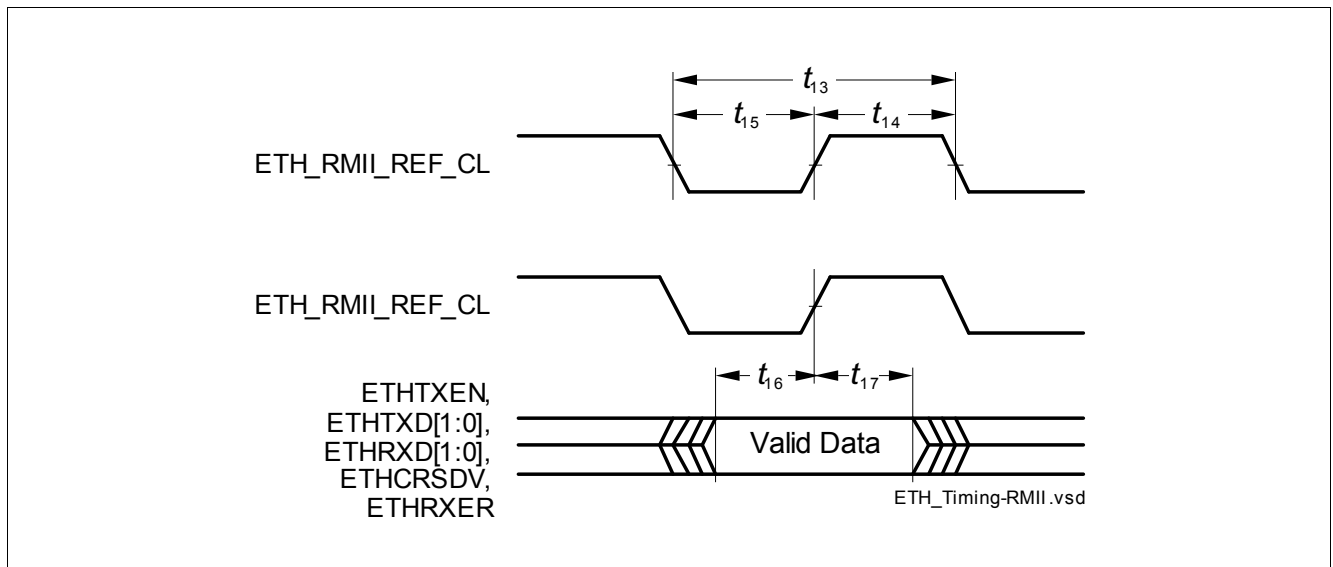 t13
t15 t14
ETH_RMII_REF_CL
ETH_RMII_REF_CL
t16 t17
ETHTXEN,
ETHTXD[1:0],
ETHRXD[1:0],
ETHCRSDV,
ETHRXER
Valid Data
ETH_Timing-RMII.vsd